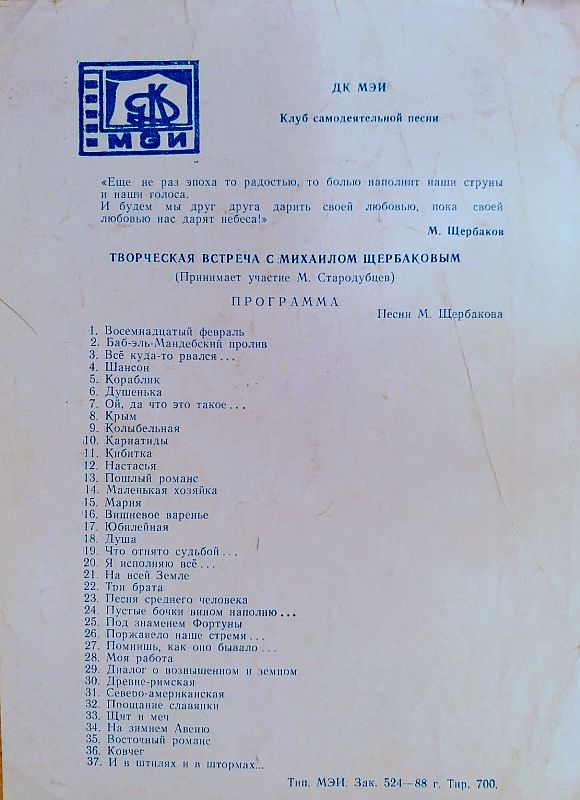 ДК
МЭИ
ДК МЭИ
Клуб самодеятельной песни
«Еще не раз эпоха то радостью, то болью наполнит наши струны
и наши голоса.
И будем мы друг друга дарить своей любовью, пока своей
любовью нас дарят небеса!»
М. Щербаков
ТВОРЧЕСКАЯ ВСТРЕЧА С МИХАИЛОМ ЩЕРБАКОВЫМ
(Принимает участие М. Стародубцев)
ПРОГРАММА
Песни М. Щербакова
1. Восемнадцатый февраль
2. Баб-эль-Мандебский пролив
3. Всё куда-то рвался...
4. Шансон
5. Кораблик
6. Душенька
7. Ой, да что это такое...
8. Крым
9. Колыбельная
10. Кариатиды
11. Кибитка
12. Настасья
13. Пошлый романс
14. Маленькая хозяйка
15. Мария
16. Вишневое варенье
17. Юбилейная
18. Душа
19. Что отнято судьбой...
20. Я исполняю всё...
21. На всей Земле
22. Три брата
23. Песня среднего человека
24. Пустые бочки вином наполню...
25. Под знаменем Фортуны
26. Поржавело наше стремя...
27. Помнишь, как оно бывало...
28. Моя работа
29. Диалог о возвышенном и земном
30. Древне-римская
31. Северо-американская
32. Прощание славянки
33. Щит и меч
34. На зимнем Авеню
35. Восточный романс
36. Ковчег
37. И в штилях и в штормах...
Тип. МЭИ. Зак. 524—88 г. Тир. 700.